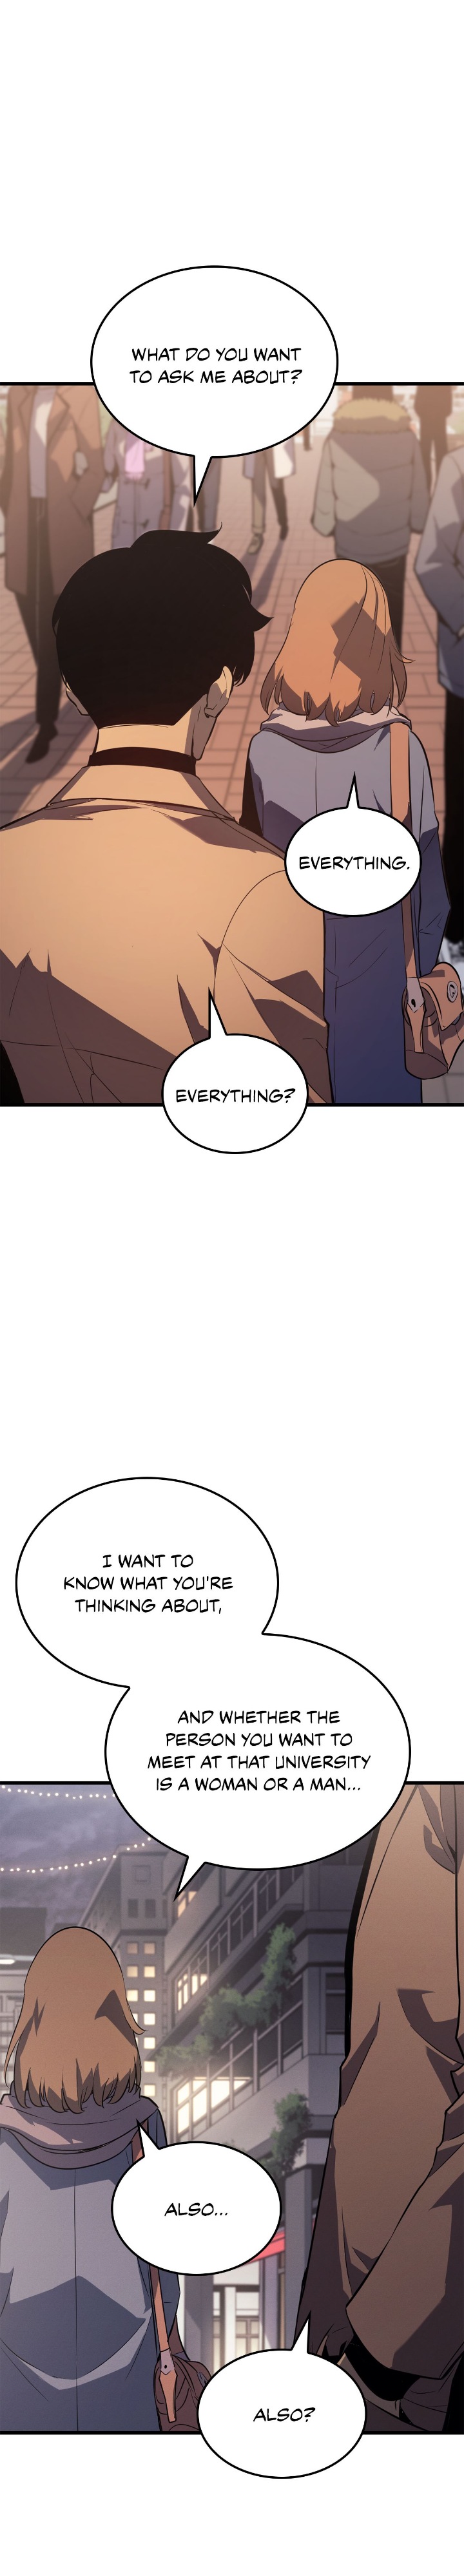 WHAT DO YOU WANT
TO ASK ME ABOUT?
EVERYTHING.
EVERYTHING?
I WANT TO
KNOW WHAT YOU'RE
THINKING ABOUT,
AND WHETHER THE
PERSON YOU WANT TO
MEET AT THAT UNIVERSITY
IS A WOMAN OR A MAN...
ALSO...
ALSO?